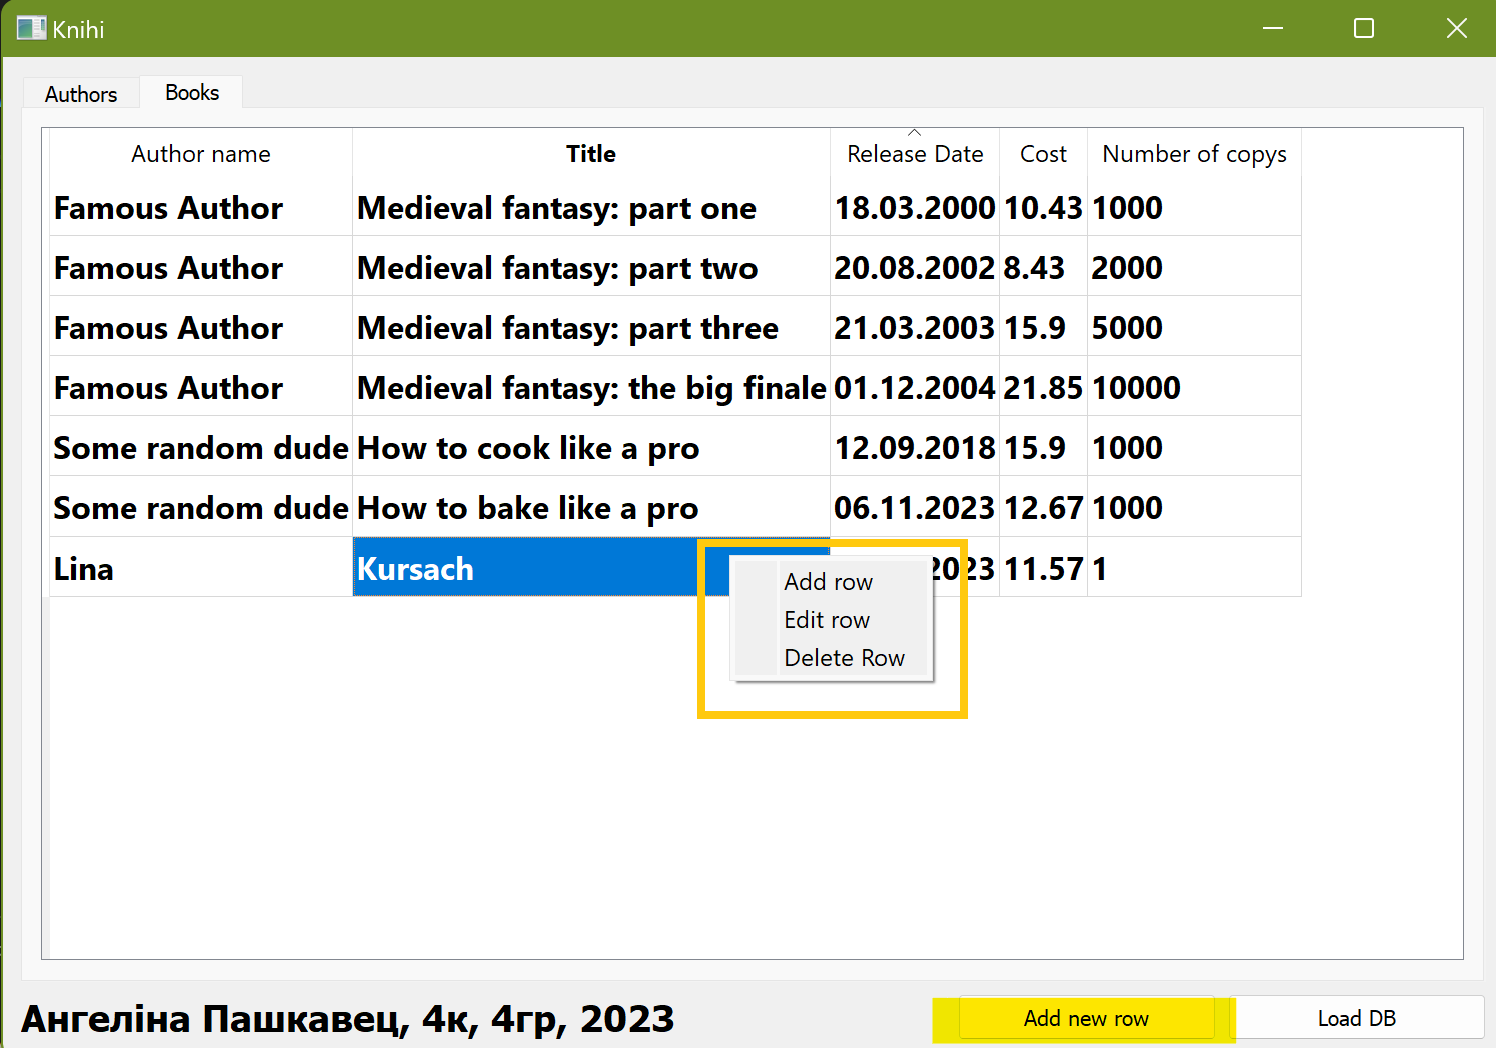 Knihi
Authors Books
Author name Title Release Date Cost Number of copys
Famous Author Medieval fantasy: part one 18.03.2000 10.43 1000
Famous Author Medieval fantasy: part two 20.08.2002 8.43 2000
Famous Author Medieval fantasy: part three 21.03.2003 15.9 5000
Famous Author Medieval fantasy: the big finale 01.12.2004 21.85 10000
Some random dude How to cook like a pro 12.09.2018 15.9 1000
Some random dude How to bake like a pro 06.11.2023 12.67 1000
Lina Kursach 2023 11.57 1
Add row
Edit row
Delete Row
Ангеліна Пашкавец, 4к, 4гр, 2023 Add new row Load DB